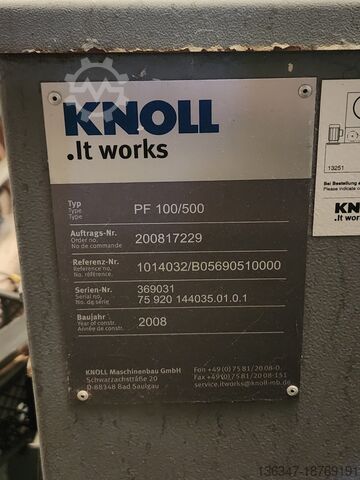 KNOLL
.It works
Typ
Type
Type
PF 100/500
Auftrags-Nr.
Order no.
No de commande
200817229
Referenz-Nr.
Reference no.
No. référence
1014032/B05690510000
Serien-Nr.
Serial no.
No. de série
369031
75 920 144035.01.0.1
Baujahr
Year of constr.
Année de constr.
2008
KNOLL Maschinenbau GmbH
Schwarzachstraße 20
D-88348 Bad Saulgau
Fon +49(0)7581/2008-0
Fax +49(0)7581/2008-151
service.itworks@knoll-mb.de
13251
Bei Bestellung
Please indicate
KNO
.It w
136347-18769191